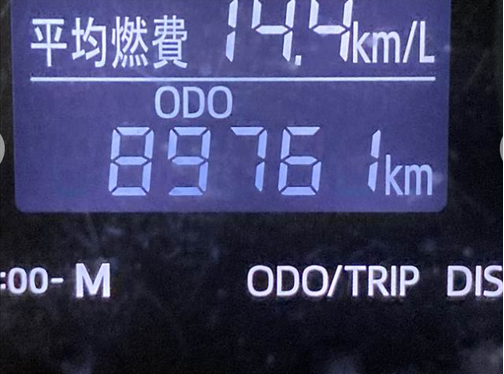 平均燃費 14.4km/L
ODO
89761km
:00- M ODO/TRIP DIS